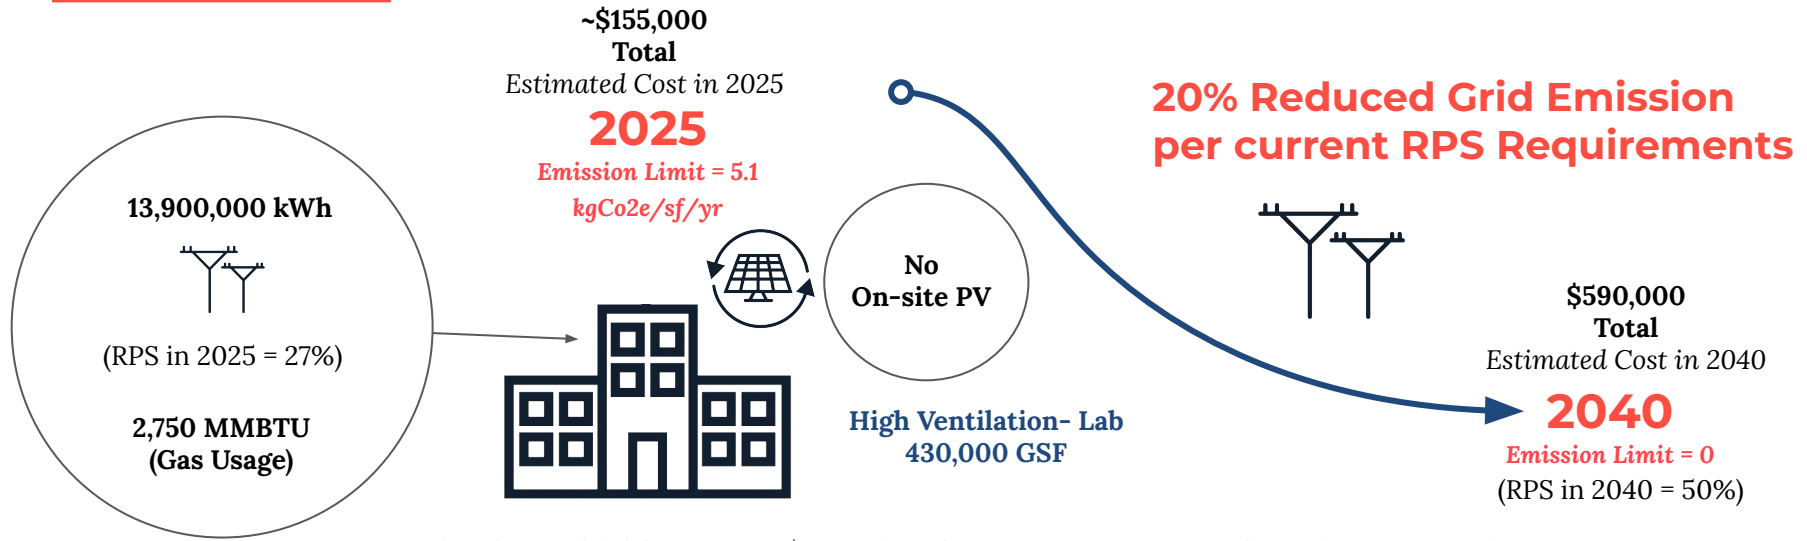 ~$155,000
Total
Estimated Cost in 2025
2025
Emission Limit = 5.1
kgCo2e/sf/yr
20% Reduced Grid Emission
per current RPS Requirements
13,900,000 kWh
(RPS in 2025 = 27%)
2,750 MMBTU
(Gas Usage)
No
On-site PV
High Ventilation- Lab
430,000 GSF
$590,000
Total
Estimated Cost in 2040
2040
Emission Limit = 0
(RPS in 2040 = 50%)